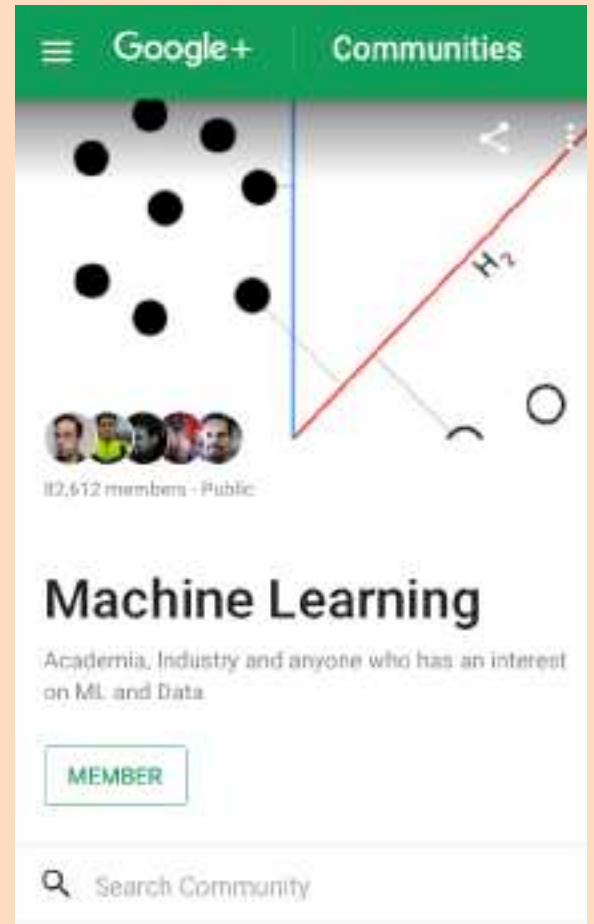 Google+
Communities
H₂
82,612 members - Public
Machine Learning
Academia, Industry and anyone who has an interest
on ML and Data
MEMBER
Search Community